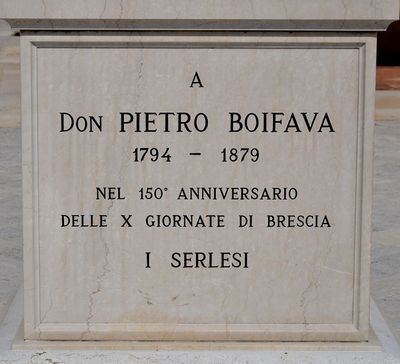 A
DON PIETRO BOIFAVA
1794 – 1879
NEL 150° ANNIVERSARIO
DELLE X GIORNATE DI BRESCIA
I SERLESI